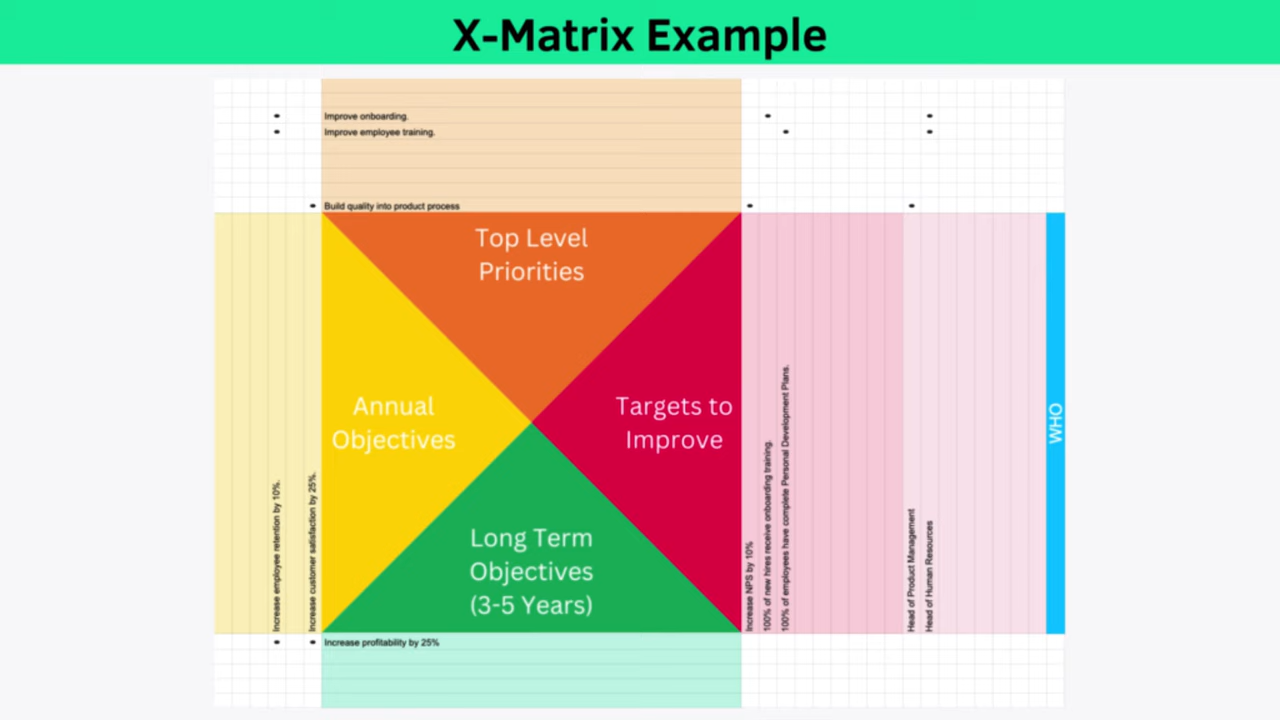 X-Matrix Example
Improve onboarding.
Improve employee training.
Build quality into product process
Top Level
Priorities
Annual
Objectives
Targets to
Improve
Long Term
Objectives
(3-5 Years)
Increase employee retention by 10%.
Increase customer satisfaction by 25%.
Increase NPS by 10%
100% of new hires receive onboarding training.
100% of employees have complete Personal Development Plans.
Head of Product Management
Head of Human Resources
WHO
Increase profitability by 25%